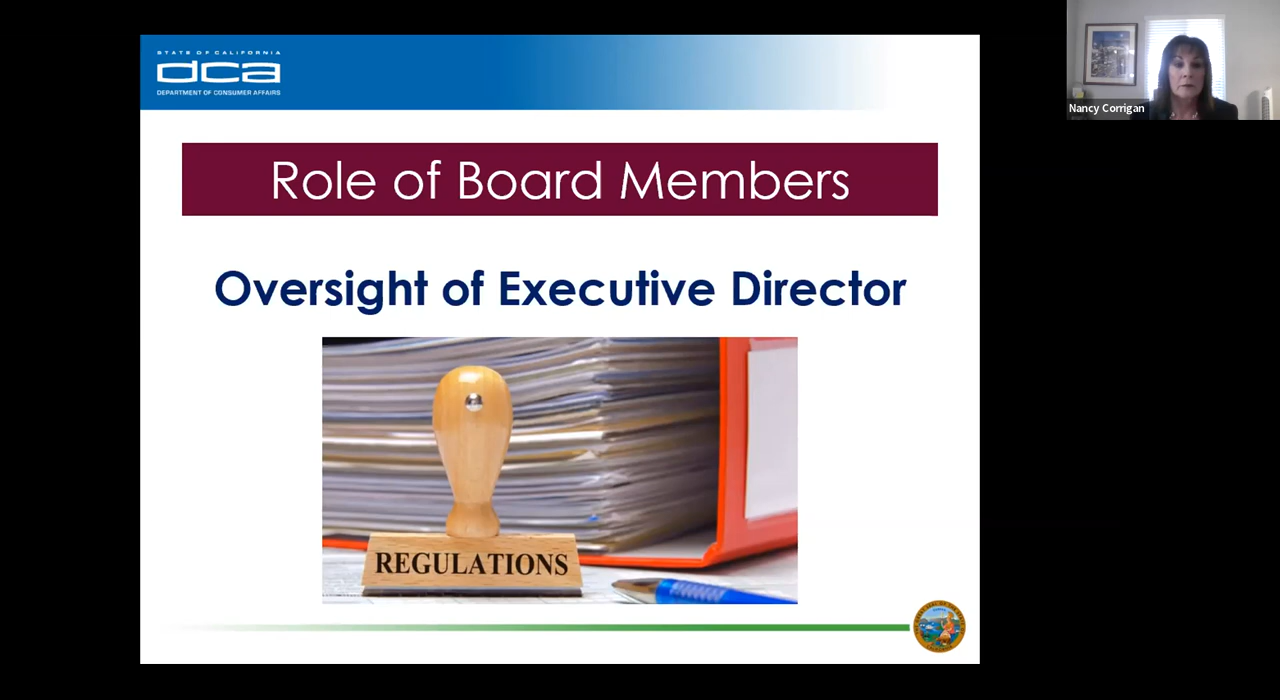 STATE OF CALIFORNIA
dca
DEPARTMENT OF CONSUMER AFFAIRS
Nancy Corrigan
Role of Board Members
Oversight of Executive Director
REGULATIONS